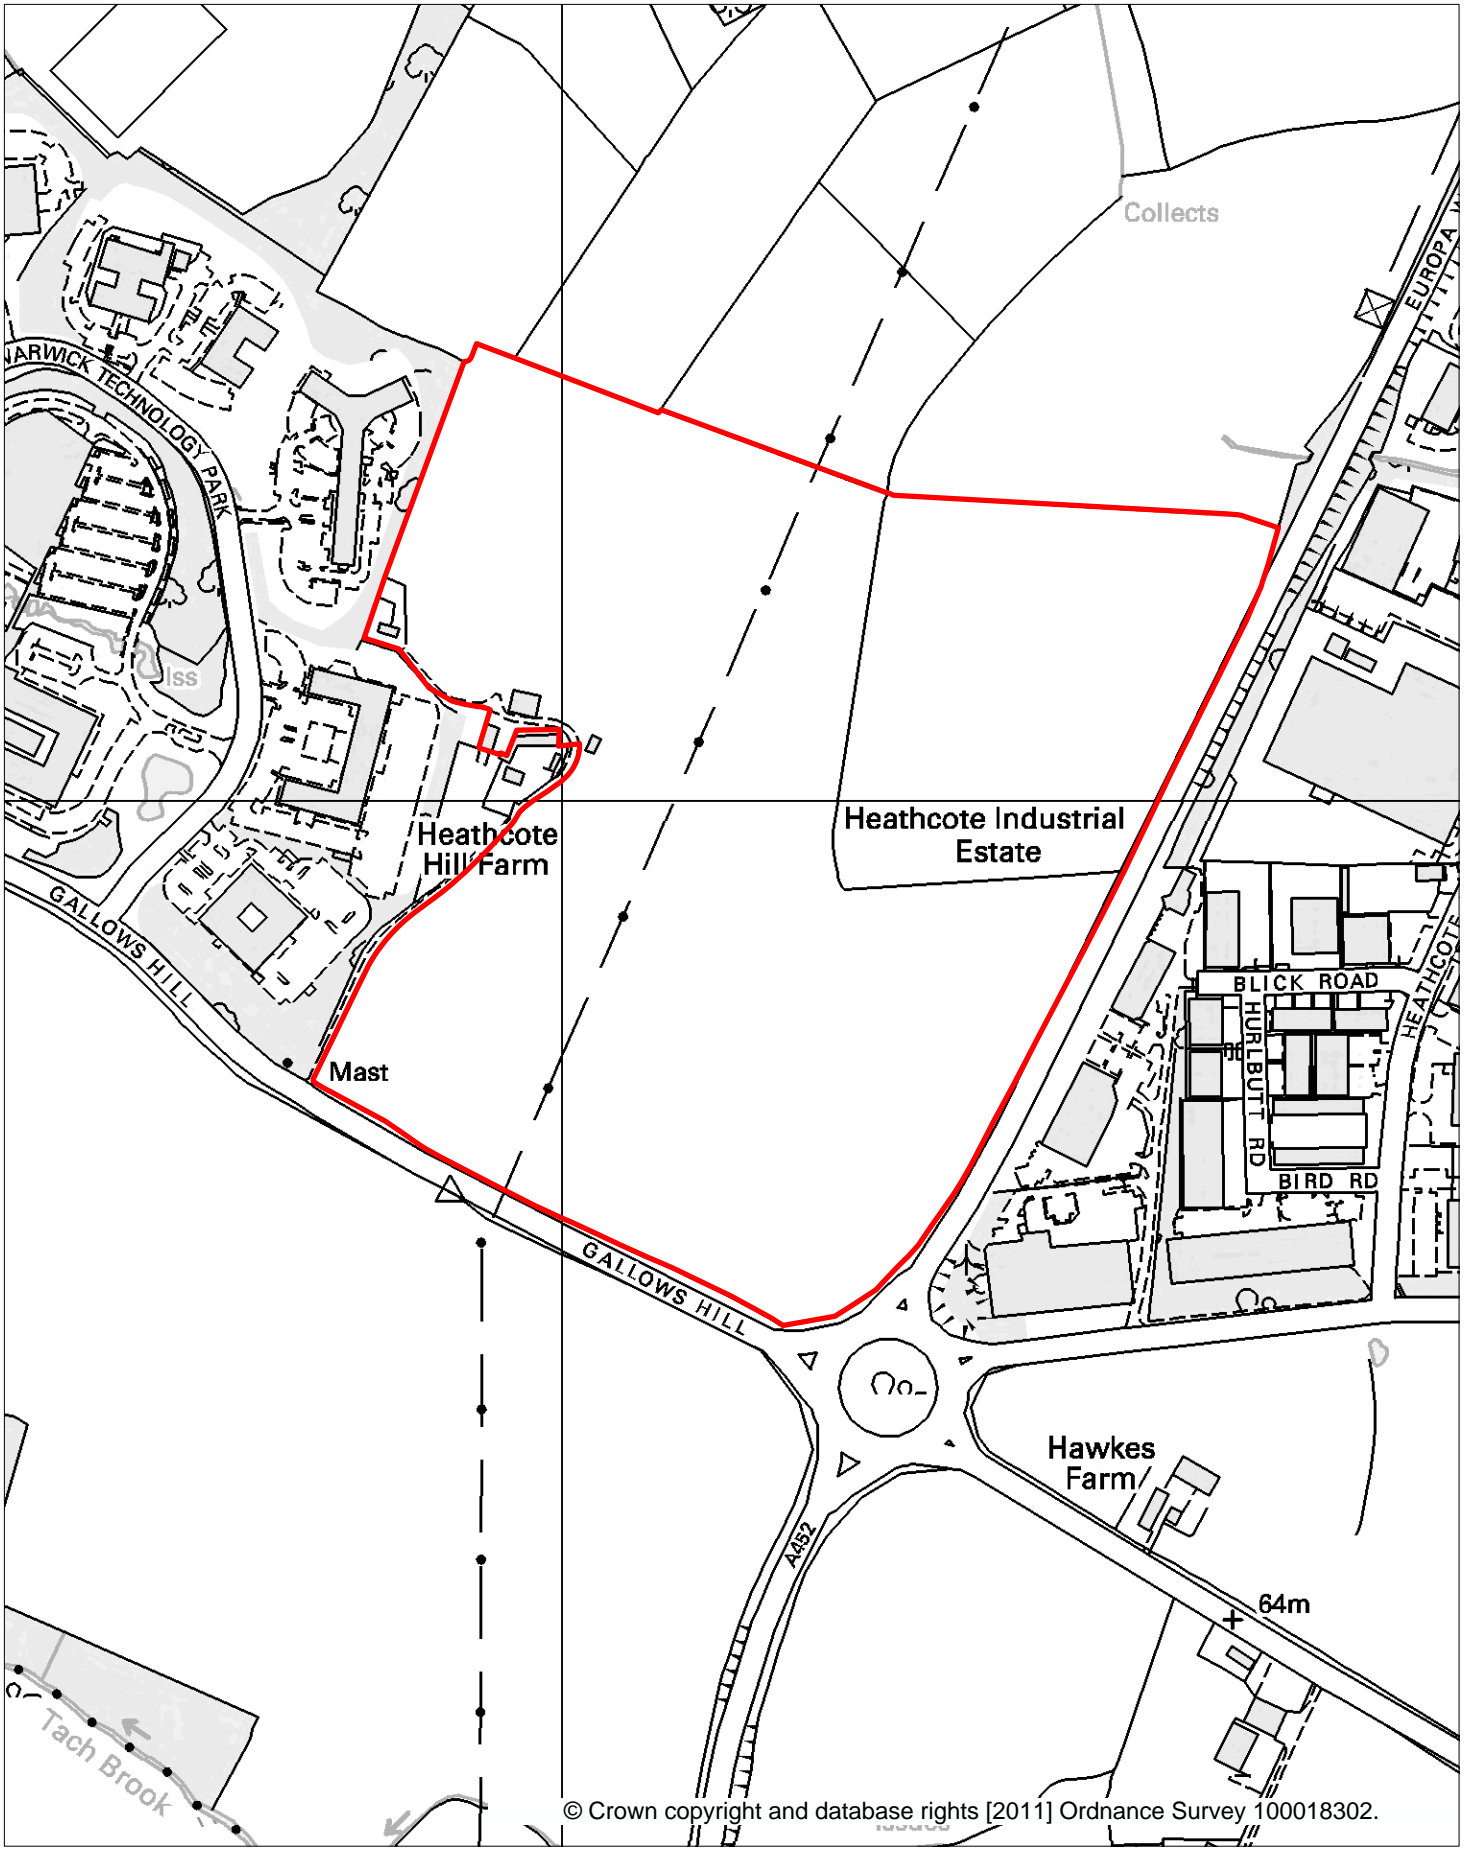 Collects
EUROPA
WARWICK TECHNOLOGY PARK
Iss
Heathcote
Hill Farm
Heathcote Industrial
Estate
GALLOWS HILL
BLICK ROAD
HEATHCOTE
HURLBUTT RD
BIRD RD
Mast
GALLOWS HILL
Hawkes
Farm
A452
64m
Tach Brook
© Crown copyright and database rights [2011] Ordnance Survey 100018302.
Issues